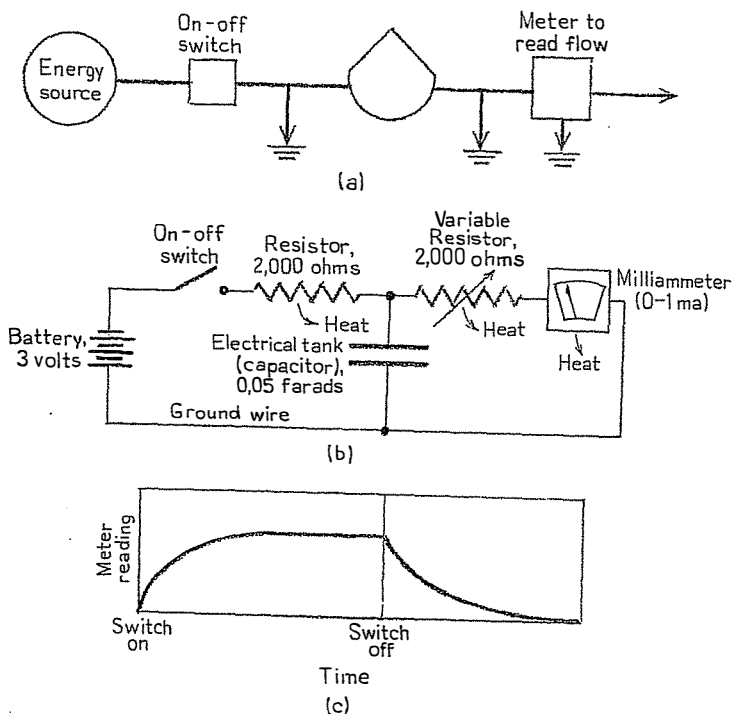 On-off
switch
Meter to
read flow
Energy
source
(a)
On-off
switch
Resistor,
2,000 ohms
Variable
Resistor,
2,000 ohms
Milliammeter
(0-1 ma)
Heat
Heat
Heat
Battery,
3 volts
Electrical tank
(capacitor),
0,05 farads
Ground wire
(b)
Meter
reading
Switch
on
Switch
off
Time
(c)